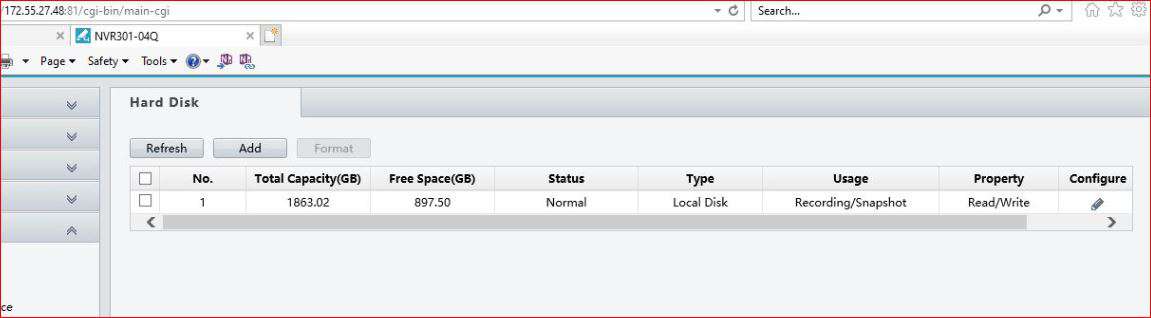 /172.55.27.48:81/cgi-bin/main-cgi
Search...
NVR301-04Q
Page Safety Tools
Hard Disk
Refresh Add Format
No. Total Capacity(GB) Free Space(GB) Status Type Usage Property Configure
1 1863.02 897.50 Normal Local Disk Recording/Snapshot Read/Write
ce